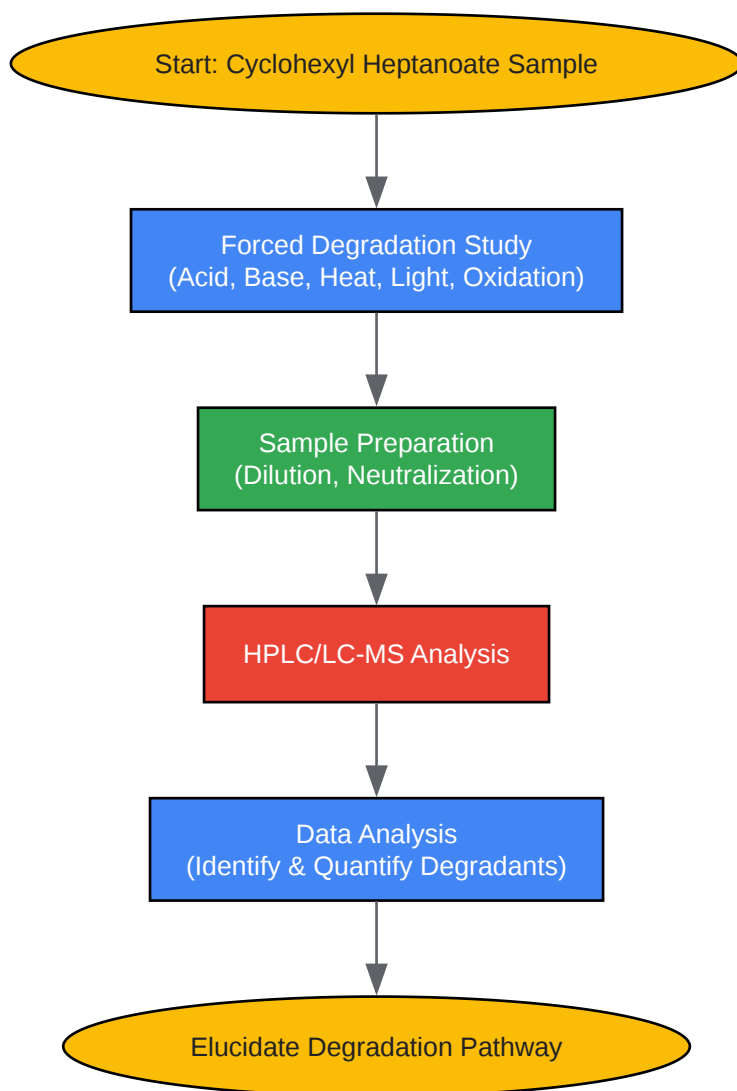 Start: Cyclohexyl Heptanoate Sample
Forced Degradation Study
(Acid, Base, Heat, Light, Oxidation)
Sample Preparation
(Dilution, Neutralization)
HPLC/LC-MS Analysis
Data Analysis
(Identify & Quantify Degradants)
Elucidate Degradation Pathway